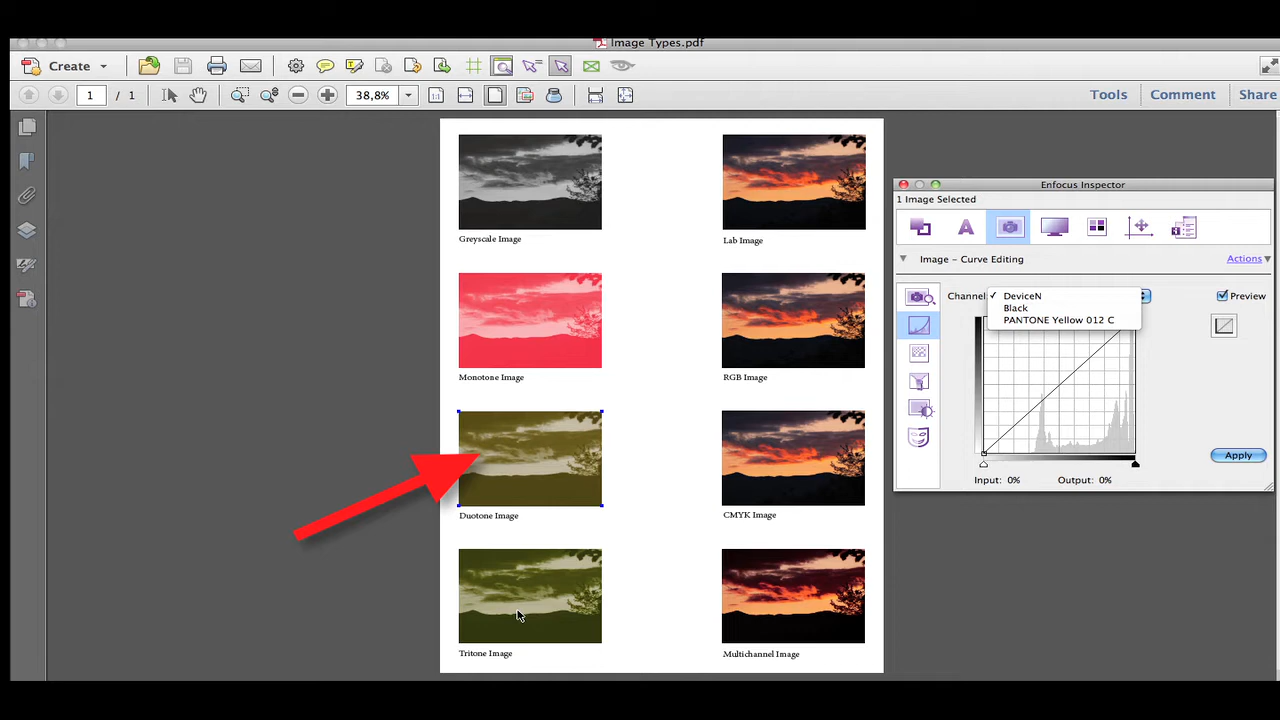 Image Types.pdf
Create
1 / 1
38,8%
Tools
Comment
Share
Greyscale Image
Lab Image
Monotone Image
RGB Image
Duotone Image
CMYK Image
Tritone Image
Multichannel Image
Enfocus Inspector
1 Image Selected
Image - Curve Editing
Actions
Channel
✓ DeviceN
Black
PANTONE Yellow 012 C
Preview
Apply
Input: 0%
Output: 0%